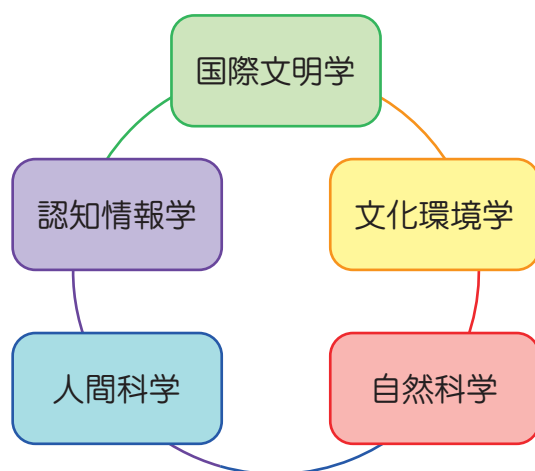 国際文明学
認知情報学
文化環境学
人間科学
自然科学